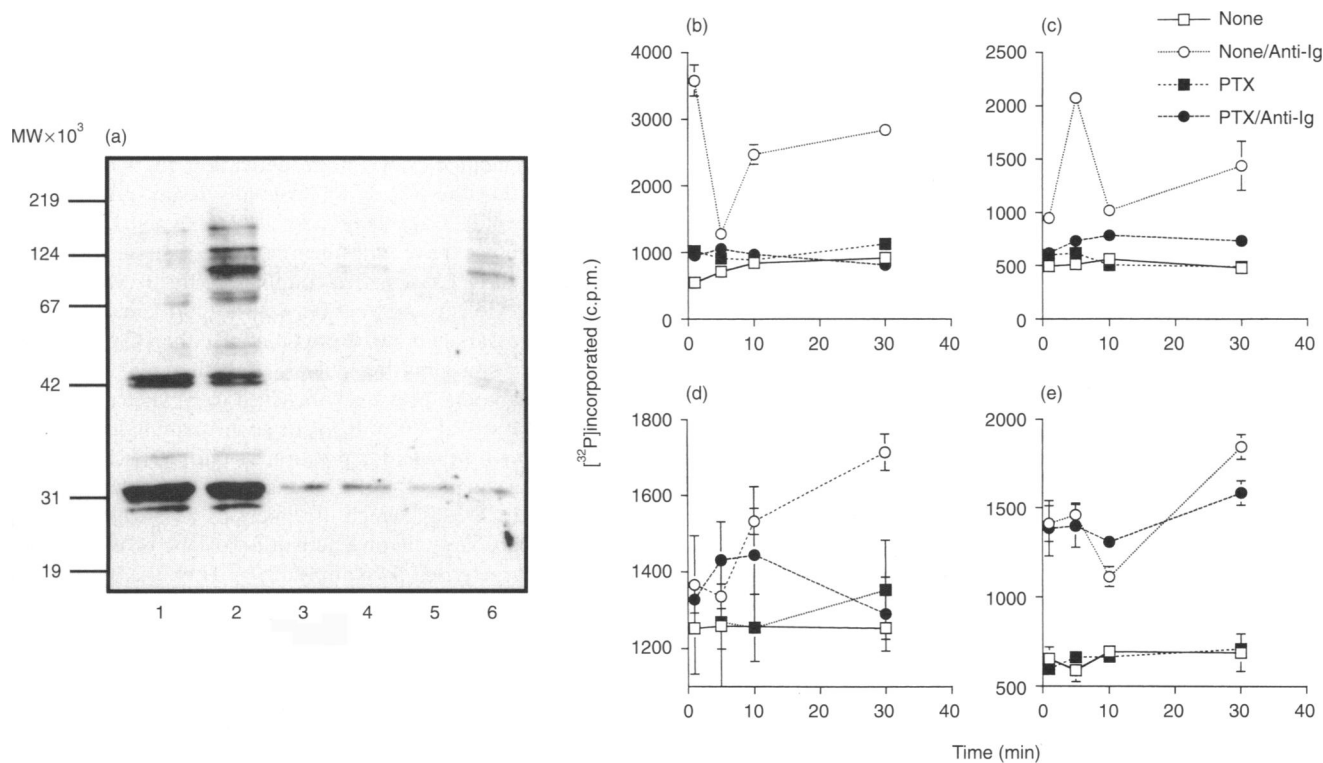 MW×10³ (a)
219
124
67
42
31
19
1 2 3 4 5 6
[³²P]incorporated (c.p.m.)
(b)
4000
3000
2000
1000
0
0 10 20 30 40
(c)
2500
2000
1500
1000
500
0
0 10 20 30 40
None
None/Anti-Ig
PTX
PTX/Anti-Ig
(d)
1800
1600
1400
1200
0 10 20 30 40
(e)
2000
1500
1000
500
0 10 20 30 40
Time (min)